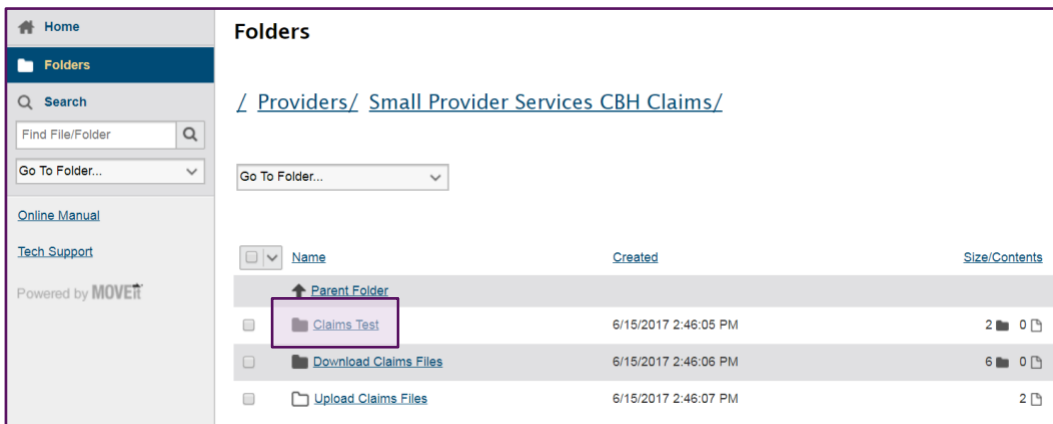 Home
Folders
Search
Find File/Folder
Go To Folder...
Online Manual
Tech Support
Powered by MOVEit
Folders
/ Providers/ Small Provider Services CBH Claims/
Go To Folder...
Name Created Size/Contents
Parent Folder
Claims Test 6/15/2017 2:46:05 PM 2 0
Download Claims Files 6/15/2017 2:46:06 PM 6 0
Upload Claims Files 6/15/2017 2:46:07 PM 2